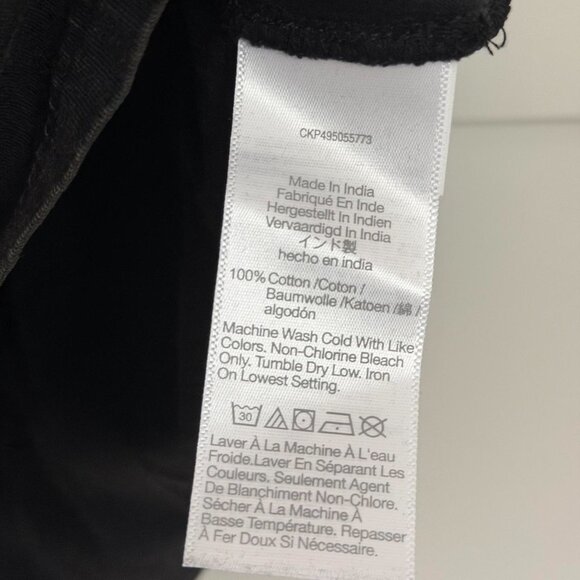 CKP495055773
Made In India
Fabriqué En Inde
Hergestellt In Indien
Vervaardigd In India
インド製
hecho en india
100% Cotton /Coton /
Baumwolle /Katoen /綿 /
algodón
Machine Wash Cold With Like
Colors. Non-Chlorine Bleach
Only. Tumble Dry Low. Iron
On Lowest Setting.
30
Laver À La Machine À L'eau
Froide.Laver En Séparant Les
Couleurs. Seulement Agent
De Blanchiment Non-Chlore.
Sécher À La Machine À
Basse Température. Repasser
À Fer Doux Si Nécessaire.